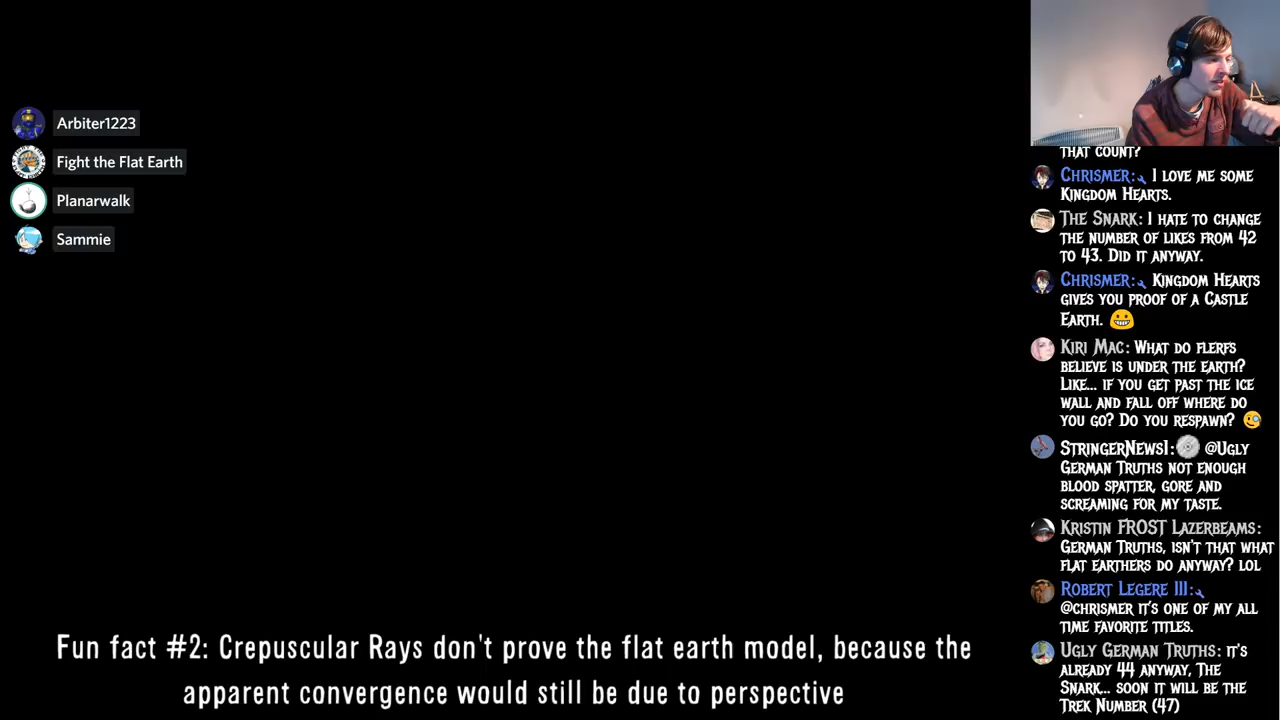 Arbiter1223
Fight the Flat Earth
Planarwalk
Sammie
THAT COUNT?
CHRISMER: I LOVE ME SOME
KINGDOM HEARTS.
THE SNARK: I HATE TO CHANGE
THE NUMBER OF LIKES FROM 42
TO 43. DID IT ANYWAY.
CHRISMER: KINGDOM HEARTS
GIVES YOU PROOF OF A CASTLE
EARTH. 😀
KIRI MAC: WHAT DO FLERFS
BELIEVE IS UNDER THE EARTH?
LIKE... IF YOU GET PAST THE ICE
WALL AND FALL OFF WHERE DO
YOU GO? DO YOU RESPAWN? 🧐
STRINGERNEWS1: @UGLY
GERMAN TRUTHS NOT ENOUGH
BLOOD SPATTER, GORE AND
SCREAMING FOR MY TASTE.
KRISTIN FROST LAZERBEAMS:
GERMAN TRUTHS, ISN'T THAT WHAT
FLAT EARTHERS DO ANYWAY? LOL
ROBERT LEGERE III:
@CHRISMER IT'S ONE OF MY ALL
TIME FAVORITE TITLES.
UGLY GERMAN TRUTHS: IT'S
ALREADY 44 ANYWAY, THE
SNARK... SOON IT WILL BE THE
TREK NUMBER (47)
Fun fact #2: Crepuscular Rays don't prove the flat earth model, because the
apparent convergence would still be due to perspective